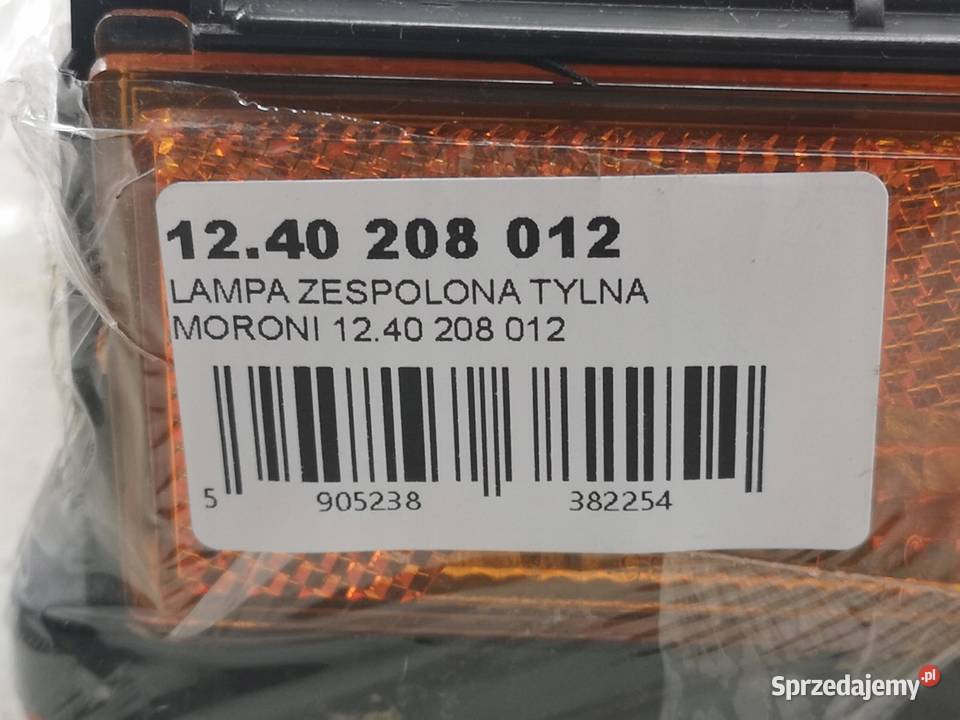 12.40 208 012
LAMPA ZESPOLONA TYLNA
MORONI 12.40 208 012
5 905238 382254
Sprzedajemy.pl